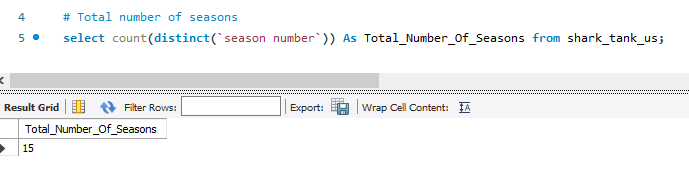 4 # Total number of seasons
5 select count(distinct(`season number`)) As Total_Number_Of_Seasons from shark_tank_us;
Result Grid Filter Rows: Export: Wrap Cell Content: IA
Total_Number_Of_Seasons
15